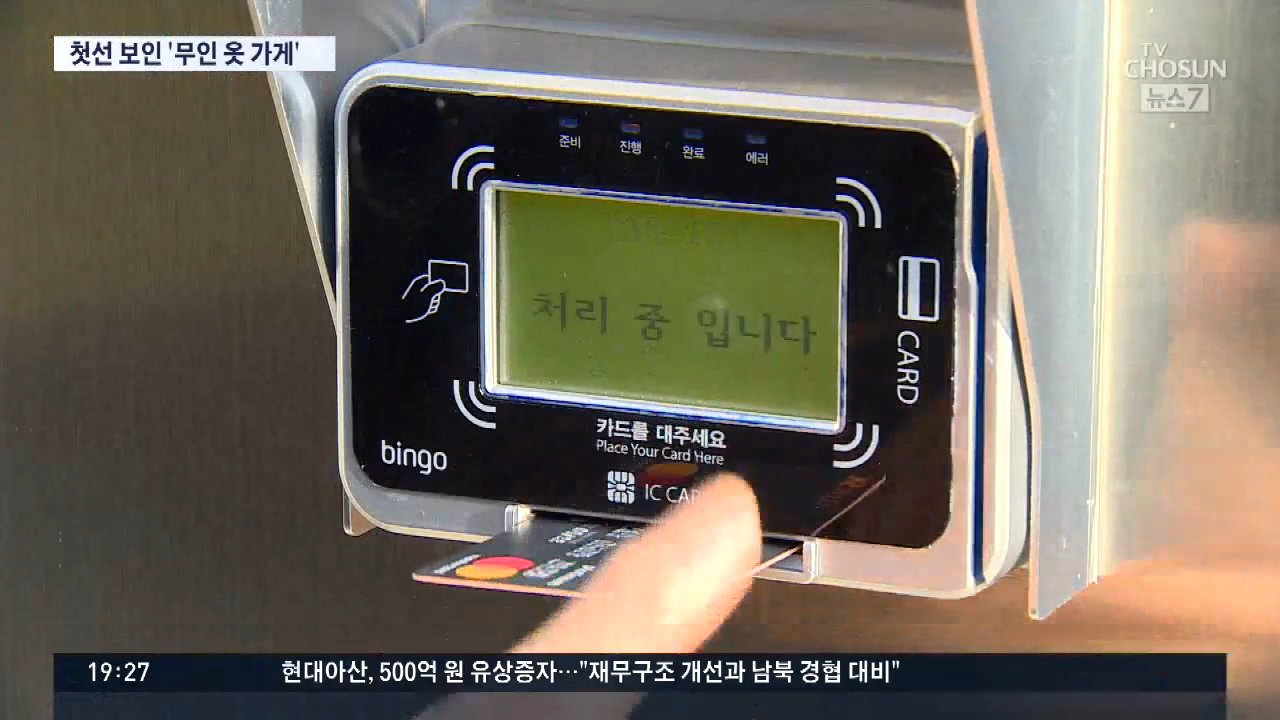 첫선 보인 '무인 옷 가게'
TV
CHOSUN
뉴스7
준비 진행 완료 에러
처리 중 입니다
CARD
카드를 대주세요
Place Your Card Here
bingo
IC
19:27 현대아산, 500억 원 유상증자…"재무구조 개선과 남북 경협 대비"